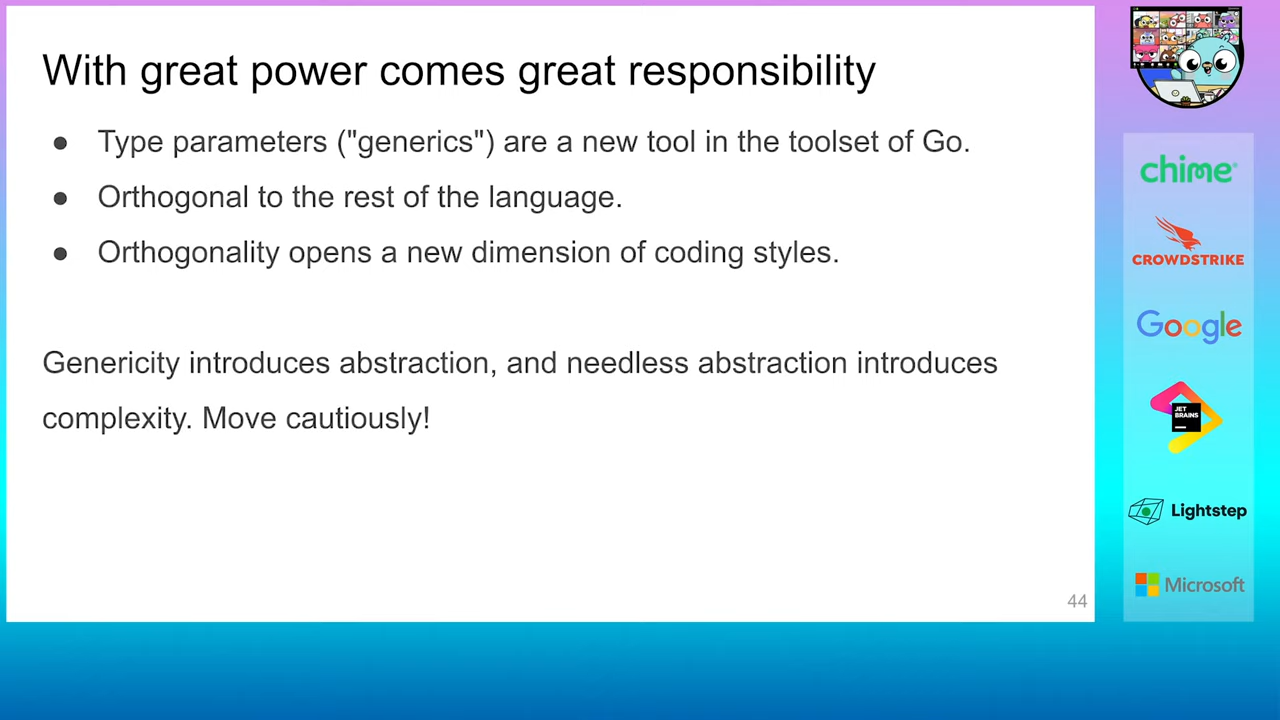 With great power comes great responsibility
● Type parameters ("generics") are a new tool in the toolset of Go.
● Orthogonal to the rest of the language.
● Orthogonality opens a new dimension of coding styles.
Genericity introduces abstraction, and needless abstraction introduces
complexity. Move cautiously!
44
chime®
CROWDSTRIKE
Google
JET
BRAINS
Lightstep
Microsoft